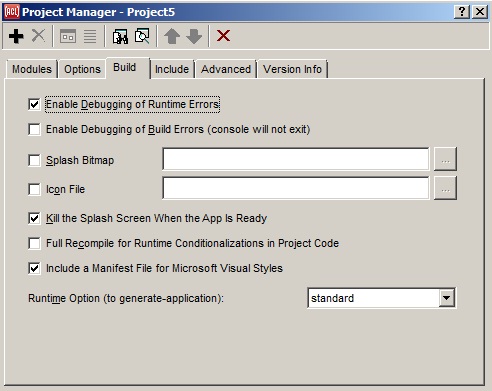 ACL Project Manager - Project5
Modules Options Build Include Advanced Version Info
Enable Debugging of Runtime Errors
Enable Debugging of Build Errors (console will not exit)
Splash Bitmap ...
Icon File ...
Kill the Splash Screen When the App Is Ready
Full Recompile for Runtime Conditionalizations in Project Code
Include a Manifest File for Microsoft Visual Styles
Runtime Option (to generate-application): standard